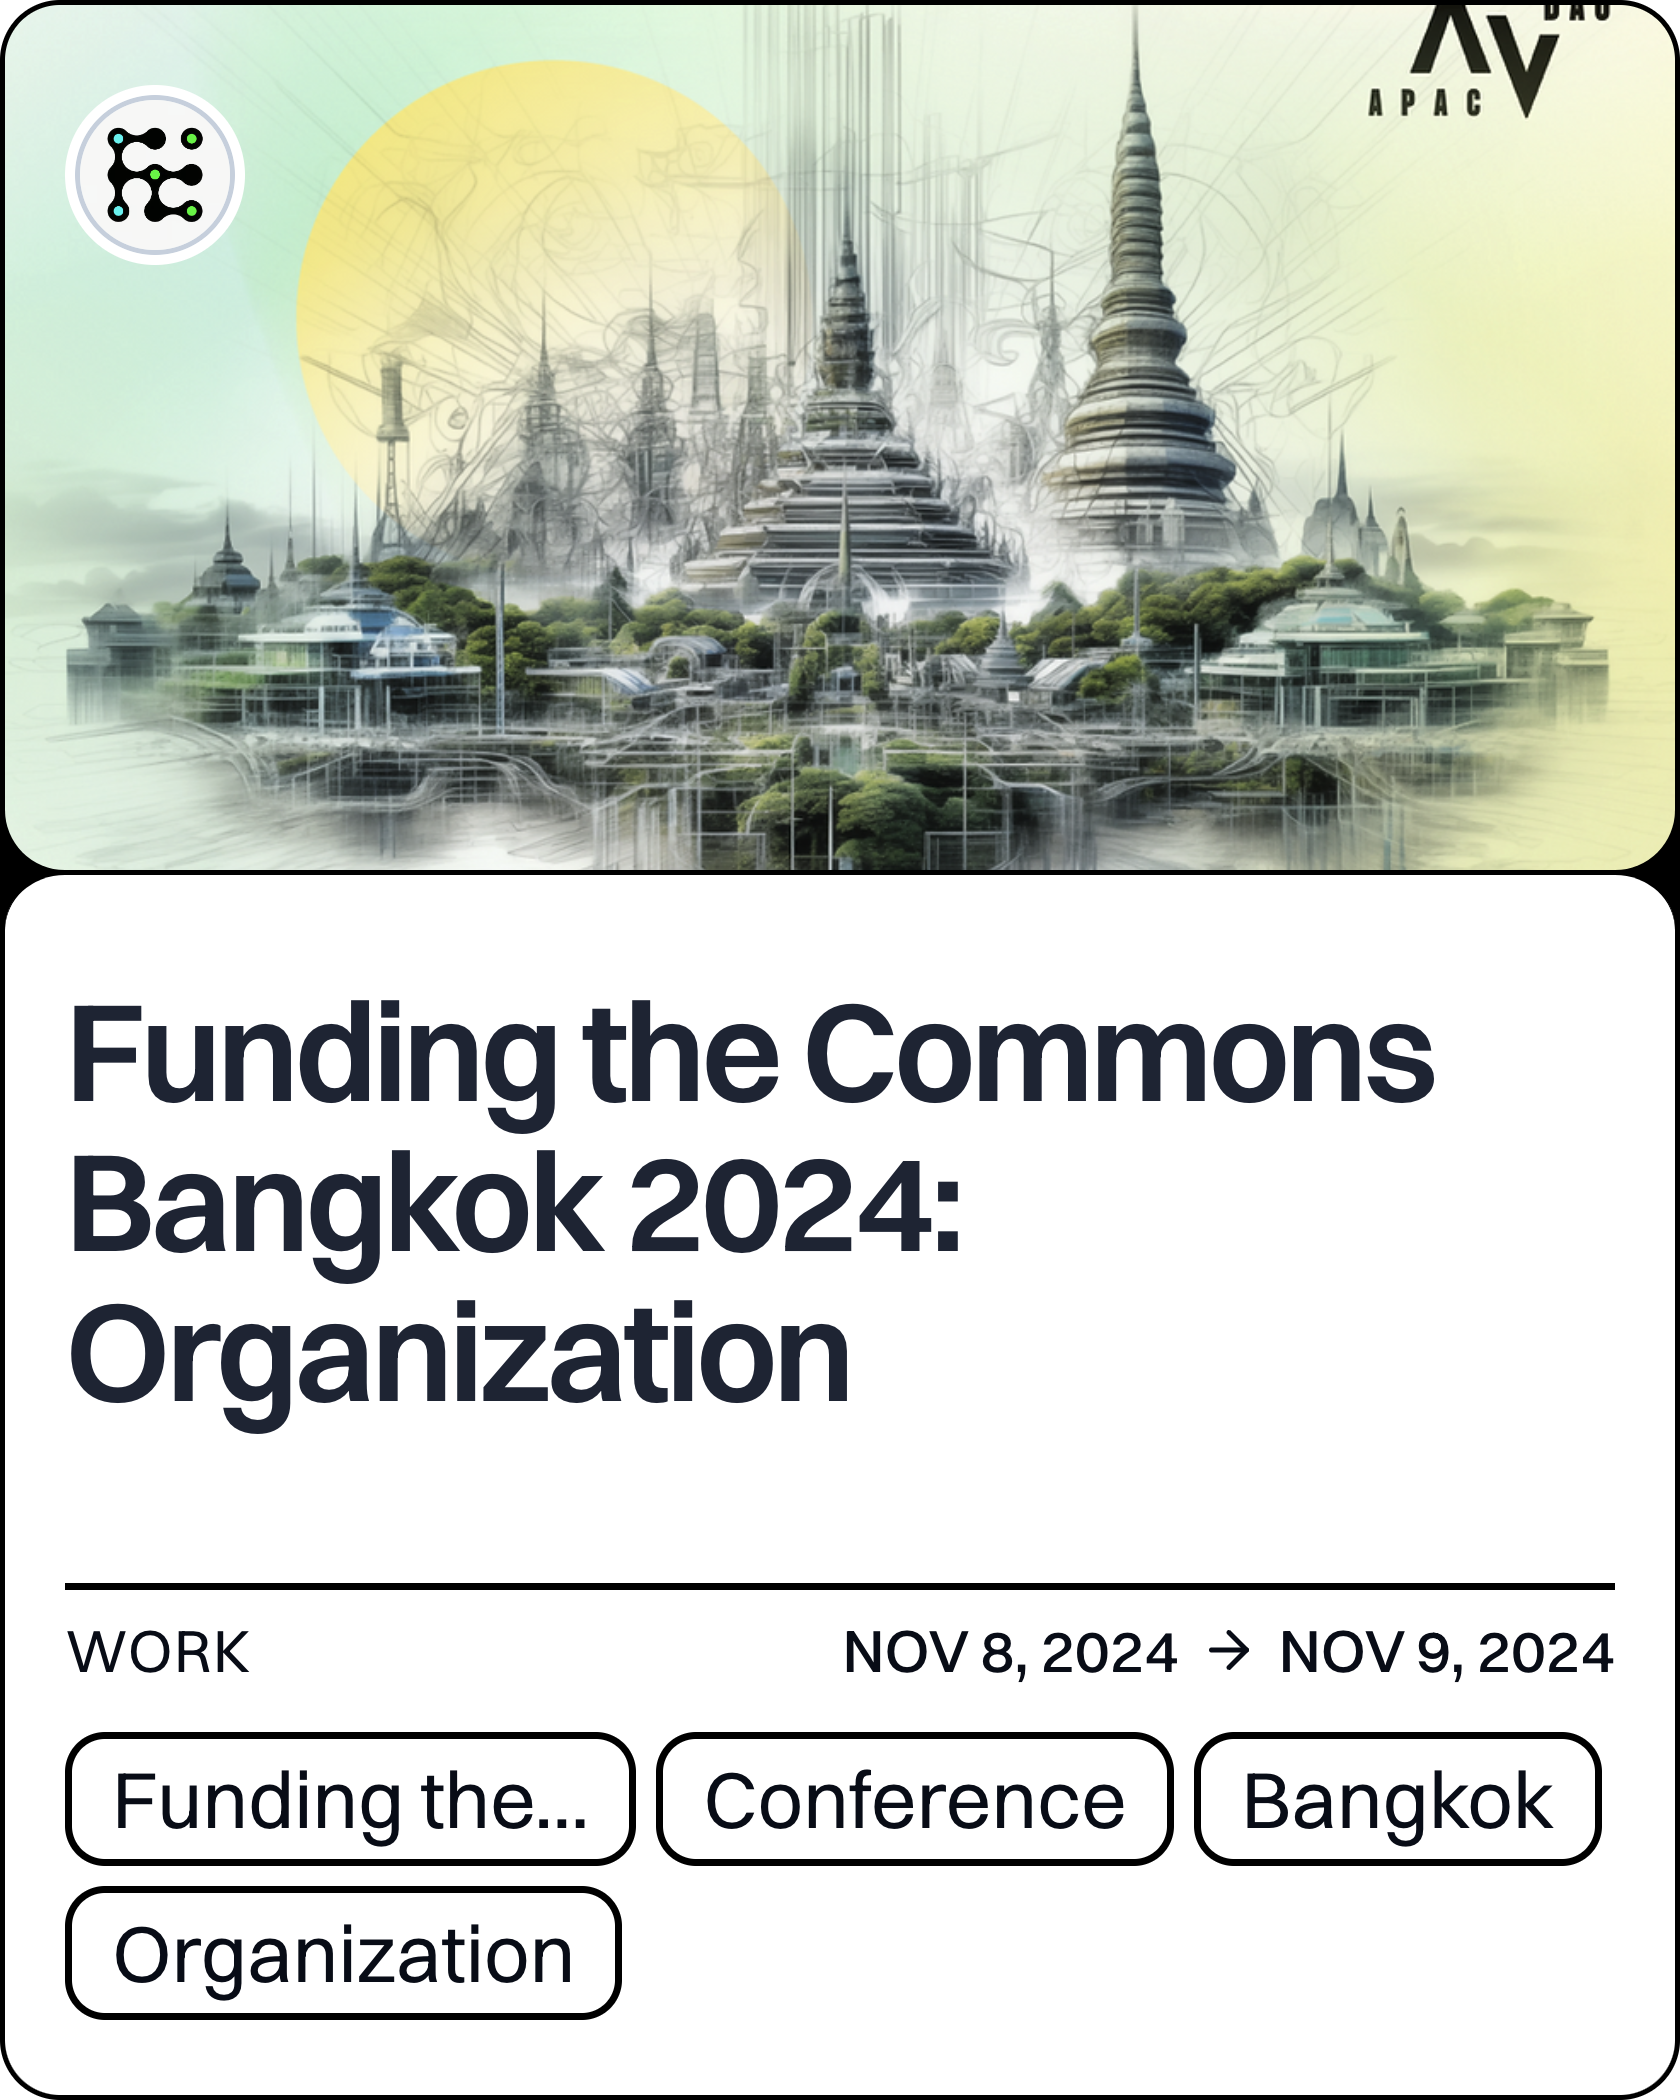 DAO
APAC
Funding the Commons
Bangkok 2024:
Organization
WORK
NOV 8, 2024 → NOV 9, 2024
Funding the...
Conference
Bangkok
Organization